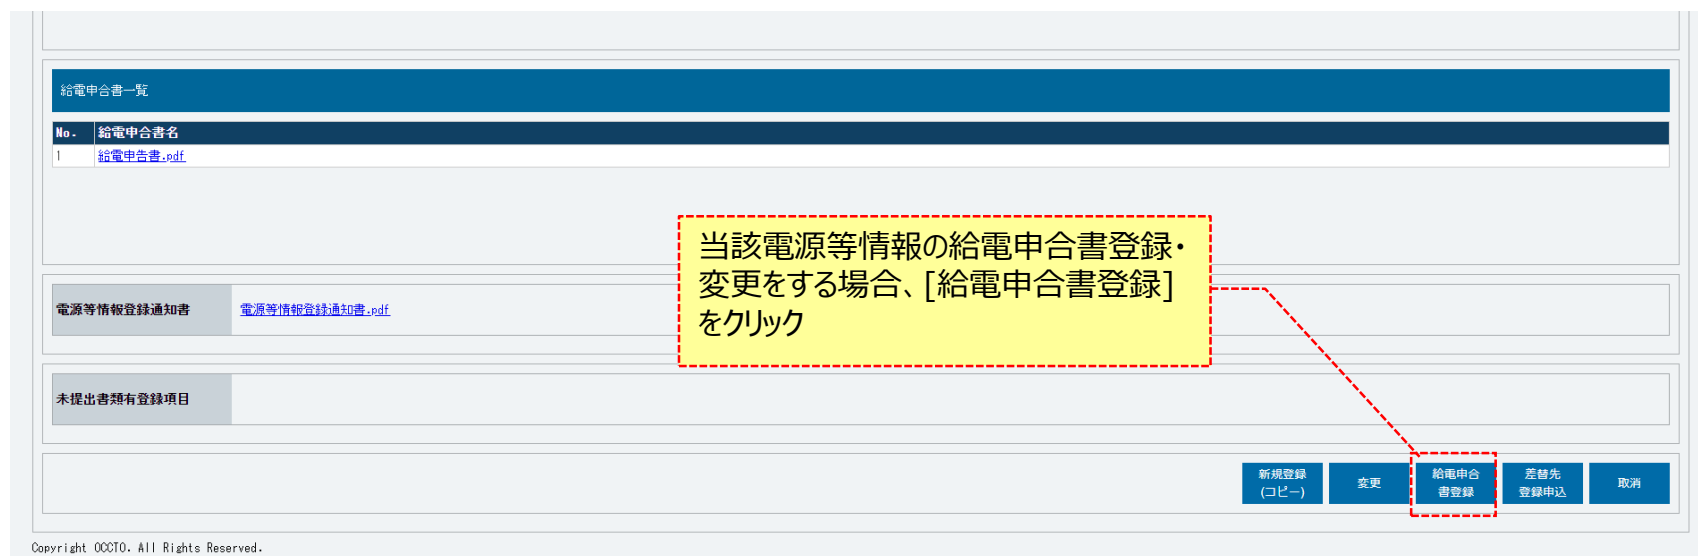 給電申合書一覧
No. 給電申合書名
1 給電申告書.pdf
当該電源等情報の給電申合書登録・
変更をする場合、[給電申合書登録]
をクリック
電源等情報登録通知書 電源等情報登録通知書.pdf
未提出書類有登録項目
新規登録
(コピー)
変更
給電申合
書登録
差替先
登録申込
取消
Copyright OCCTO. All Rights Reserved.